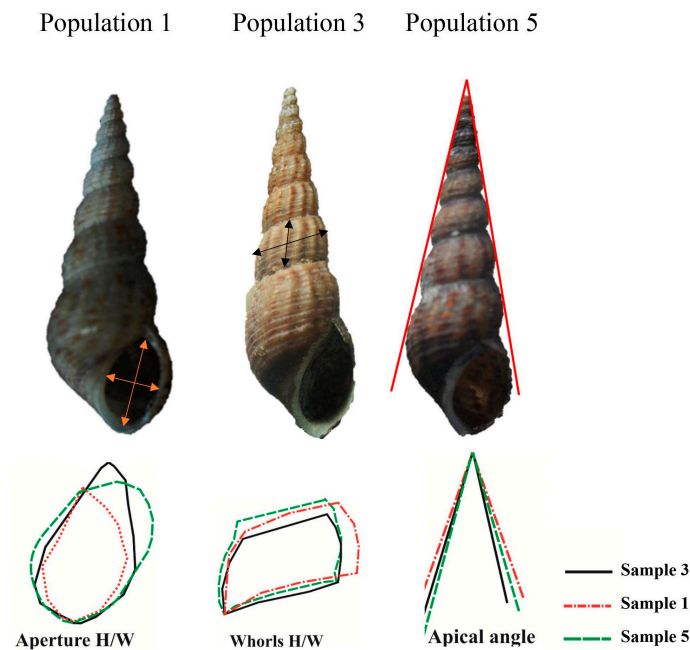 Population 1 Population 3 Population 5
Sample 3
Sample 1
Sample 5
Aperture H/W Whorls H/W Apical angle